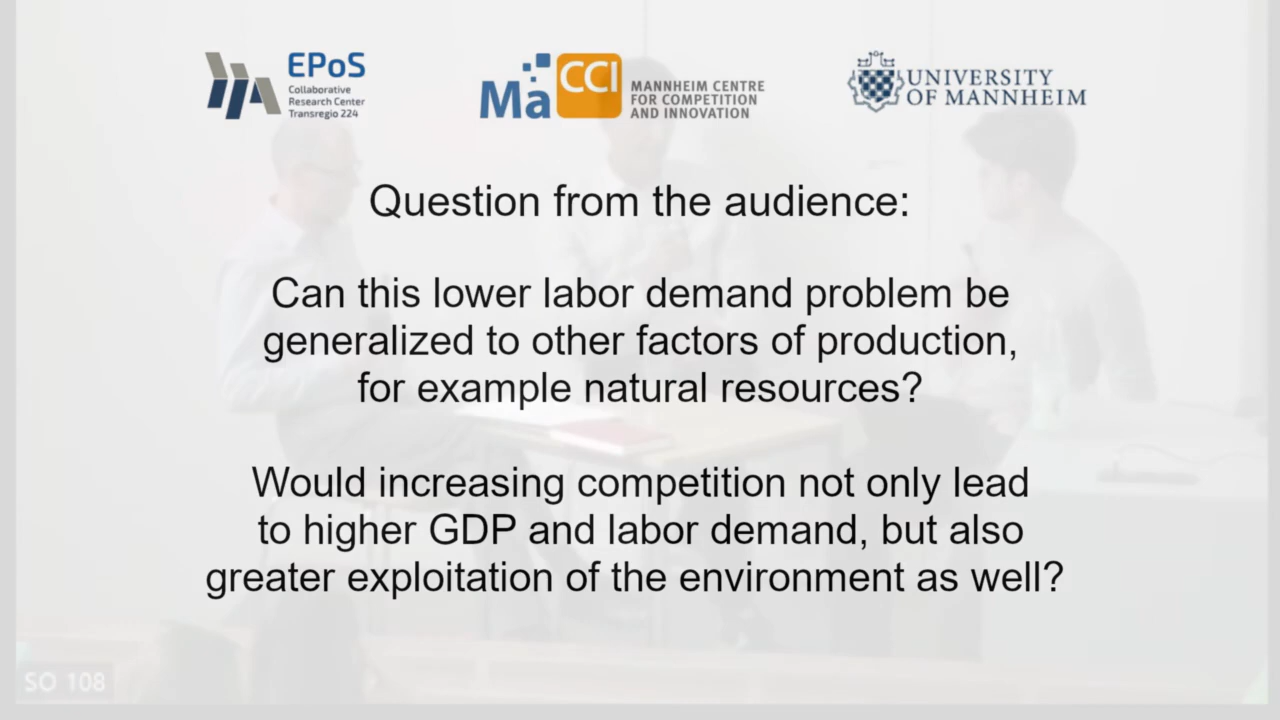 EPoS
Collaborative
Research Center
Transregio 224
Ma CCI
MANNHEIM CENTRE
FOR COMPETITION
AND INNOVATION
UNIVERSITY
OF MANNHEIM
Question from the audience:
Can this lower labor demand problem be
generalized to other factors of production,
for example natural resources?
Would increasing competition not only lead
to higher GDP and labor demand, but also
greater exploitation of the environment as well?
SO 108